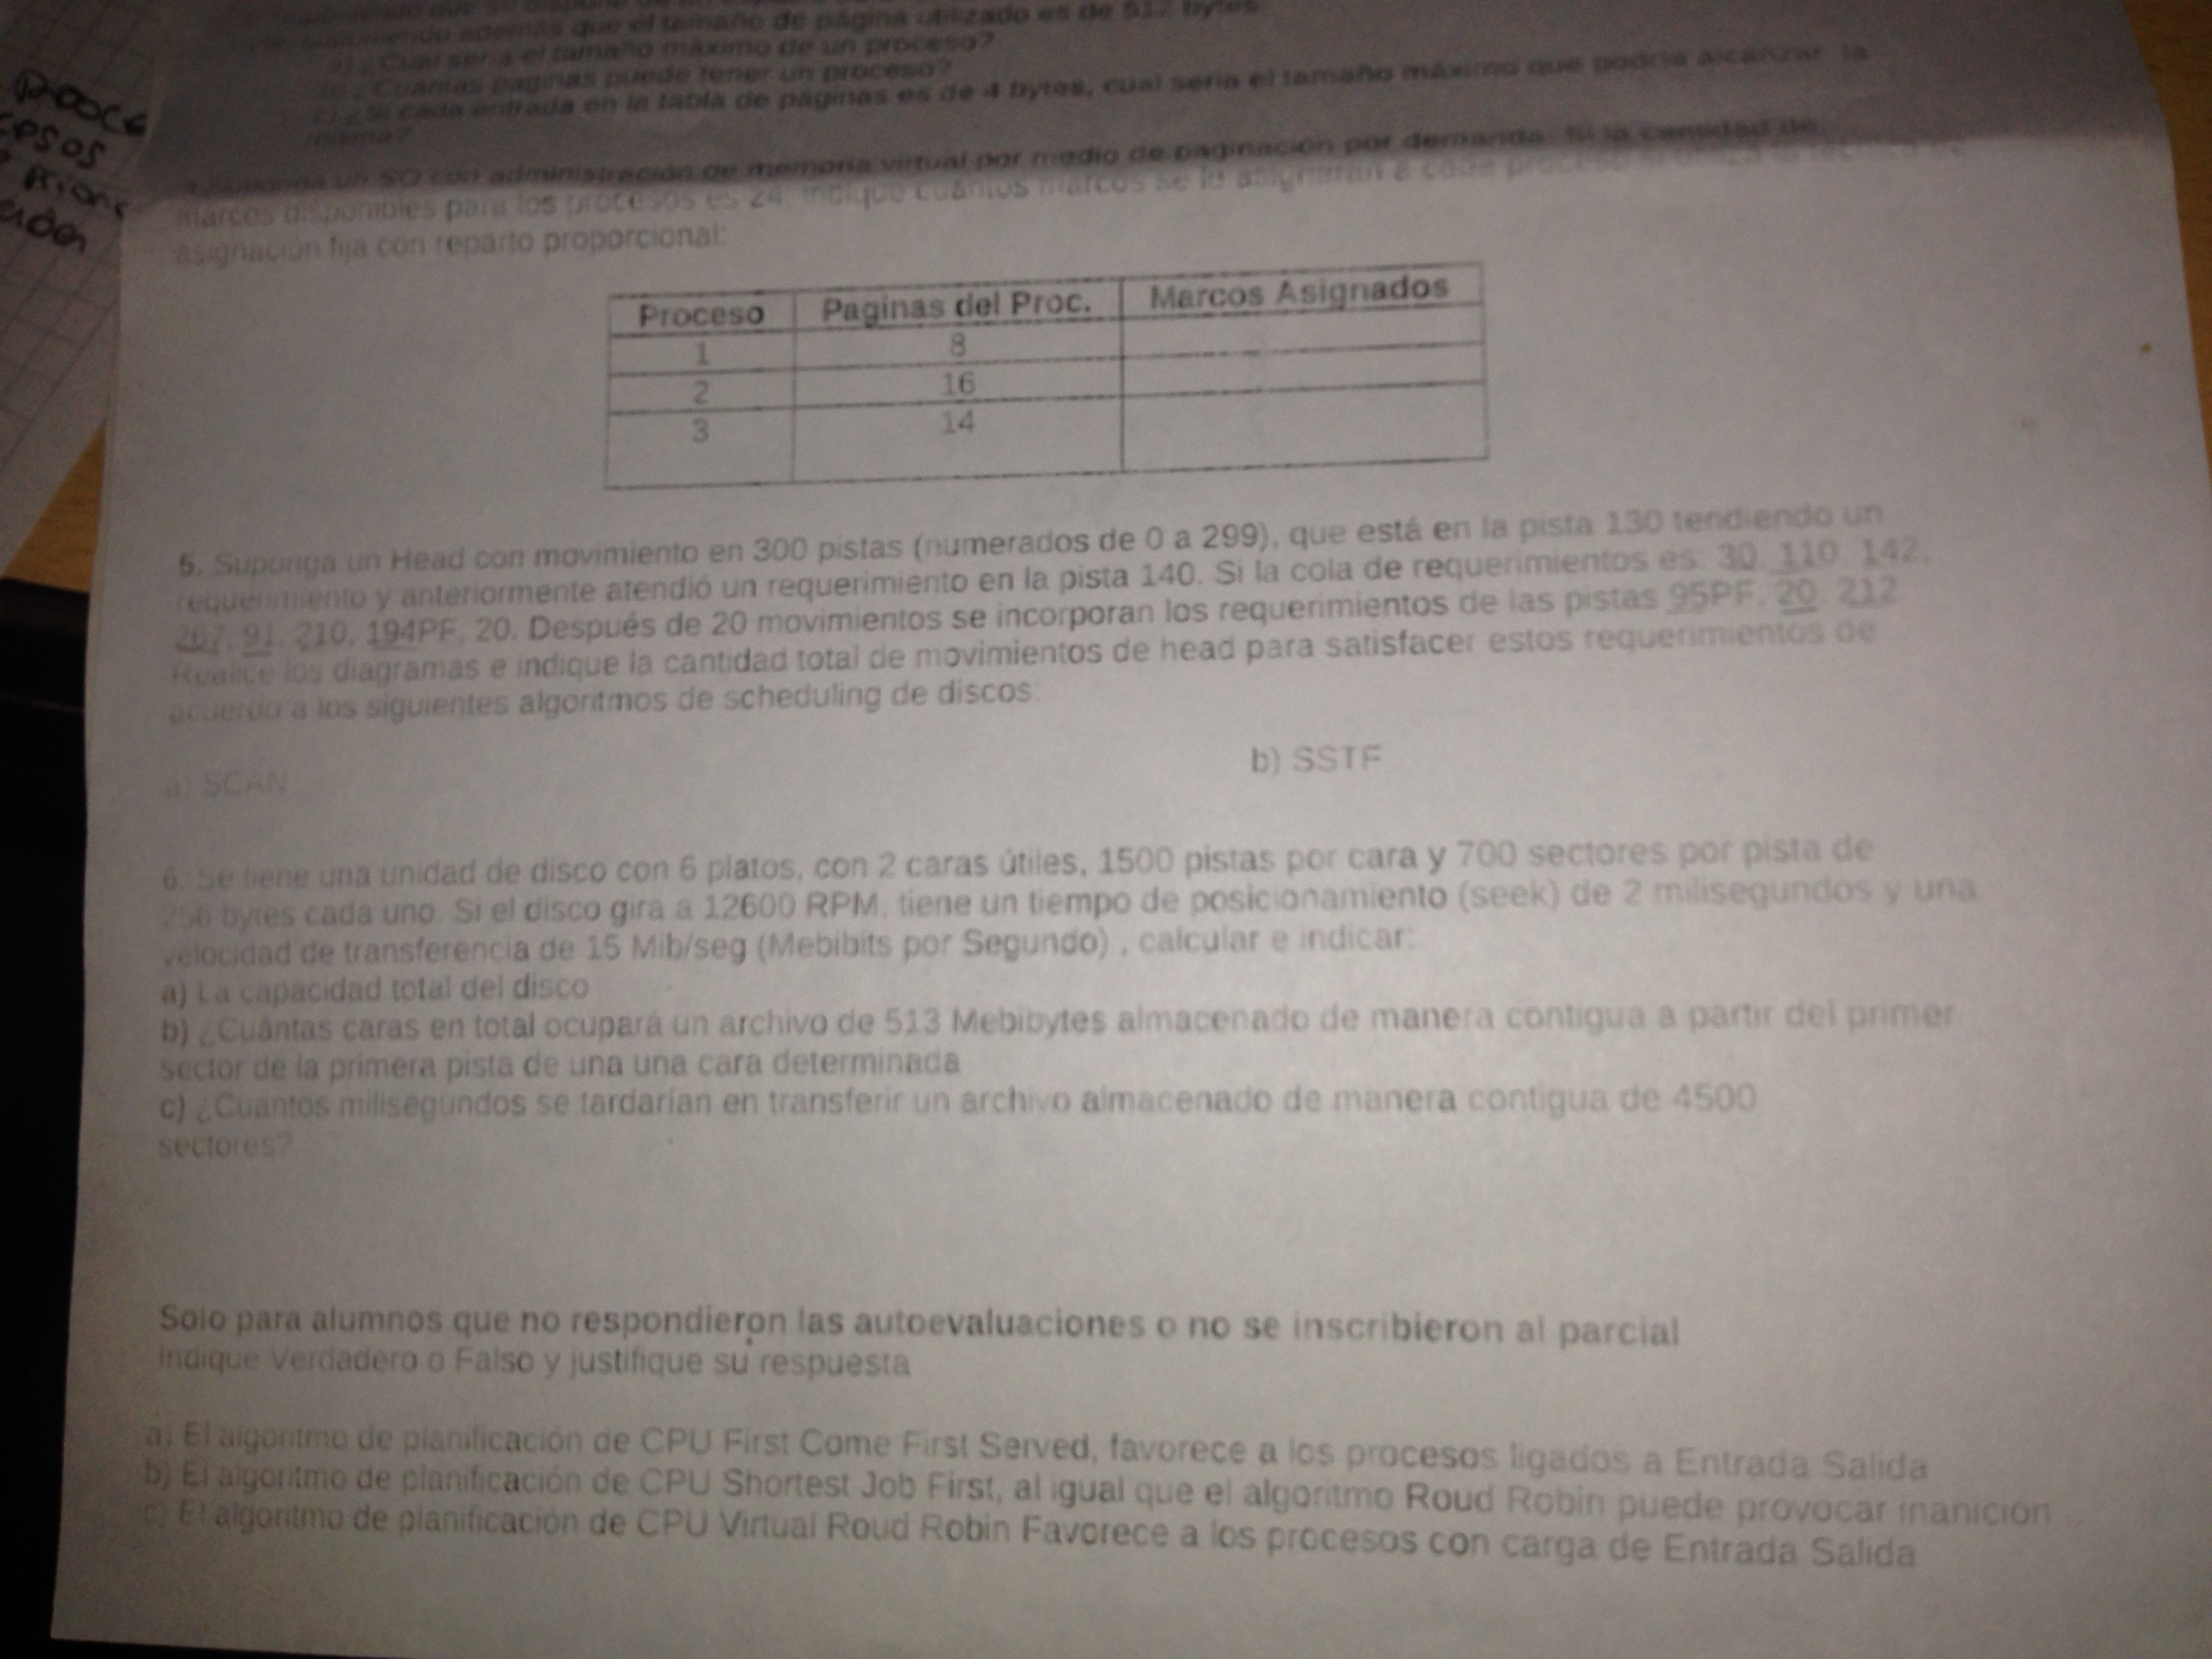 Suponiendo que se dispone de un
además que el tamaño de página utilizado es de 512 bytes
a) ¿Cuál sería el tamaño máximo de un proceso?
b) ¿Cuántas paginas puede tener un proceso?
c) ¿Si cada entrada en la tabla de páginas es de 4 bytes, cual sería el tamaño máximo que podría alcanzar la
misma?
4. Suponga un SO con administración de memoria virtual por medio de paginación por demanda. Si la cantidad de
marcos disponibles para los procesos es 24, indique cuántos marcos se le asignaran a cada proceso
asignación fija con reparto proporcional:
Proceso Paginas del Proc. Marcos Asignados
1 8
2 16
3 14
5. Suponga un Head con movimiento en 300 pistas (numerados de 0 a 299), que está en la pista 130 tendiendo un
requerimiento y anteriormente atendió un requerimiento en la pista 140. Si la cola de requerimientos es: 30, 110, 142,
267, 91, 210, 194PF, 20. Después de 20 movimientos se incorporan los requerimientos de las pistas 95PF, 20, 212
Realice los diagramas e indique la cantidad total de movimientos de head para satisfacer estos requerimientos de
acuerdo a los siguientes algoritmos de scheduling de discos:
a) SCAN b) SSTF
6. Se tiene una unidad de disco con 6 platos, con 2 caras útiles, 1500 pistas por cara y 700 sectores por pista de
256 bytes cada uno. Si el disco gira a 12600 RPM, tiene un tiempo de posicionamiento (seek) de 2 milisegundos y una
velocidad de transferencia de 15 Mib/seg (Mebibits por Segundo) , calcular e indicar:
a) La capacidad total del disco
b) ¿Cuántas caras en total ocupará un archivo de 513 Mebibytes almacenado de manera contigua a partir del primer
sector de la primera pista de una una cara determinada
c) ¿Cuantos milisegundos se tardarían en transferir un archivo almacenado de manera contigua de 4500
sectores?
Solo para alumnos que no respondieron las autoevaluaciones o no se inscribieron al parcial
Indique Verdadero o Falso y justifique su respuesta
a) El algoritmo de planificación de CPU First Come First Served, favorece a los procesos ligados a Entrada Salida
b) El algoritmo de planificación de CPU Shortest Job First, al igual que el algoritmo Roud Robin puede provocar inanicion
c) El algoritmo de planificación de CPU Virtual Roud Robin Favorece a los procesos con carga de Entrada Salida